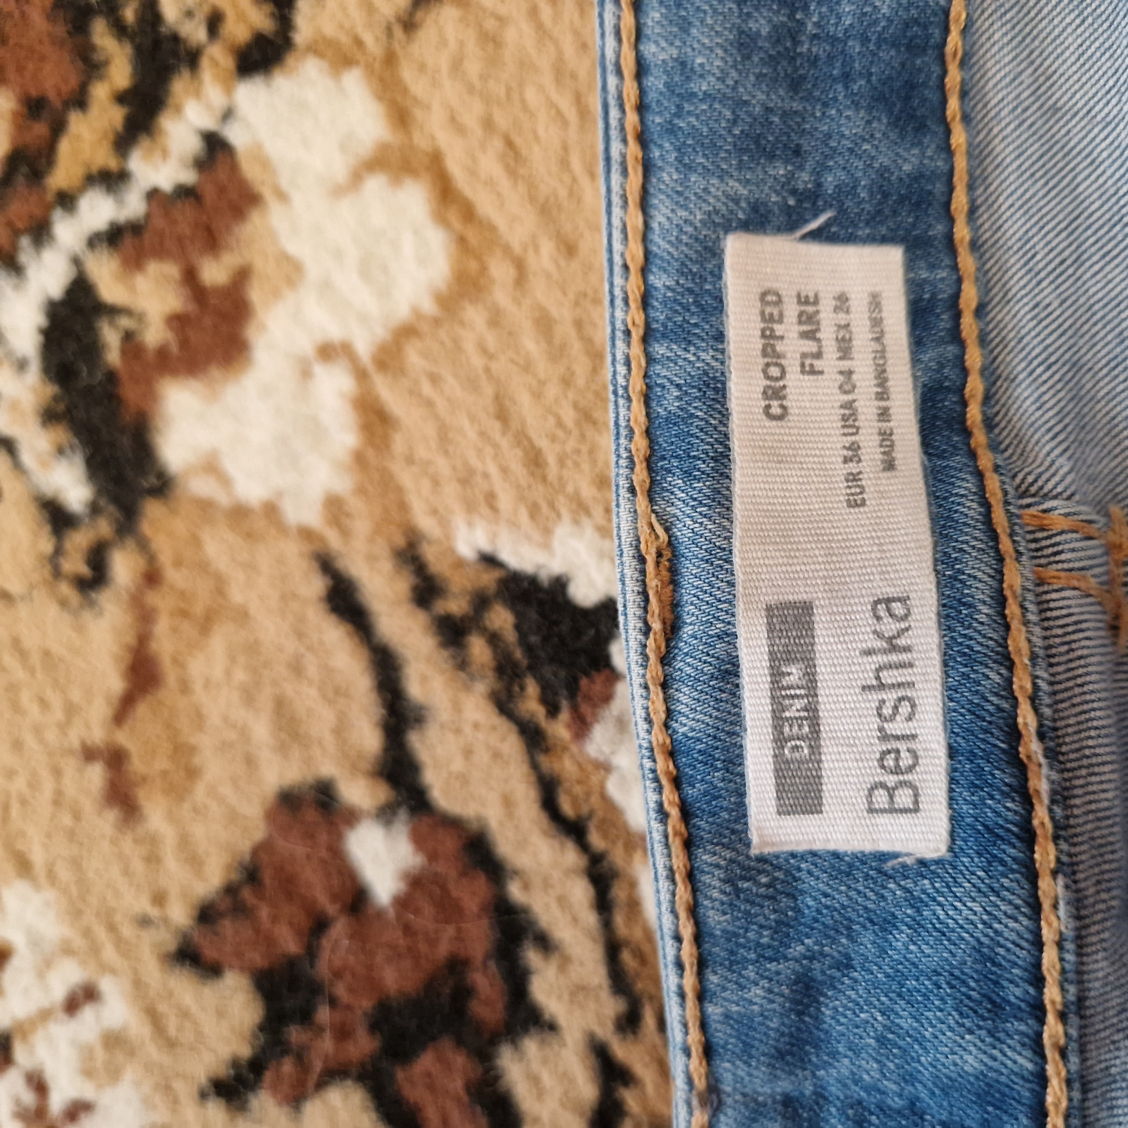 DENIM
Bershka
CROPPED
FLARE
EUR 36 USA 04 MEX 26
MADE IN BANGLADESH